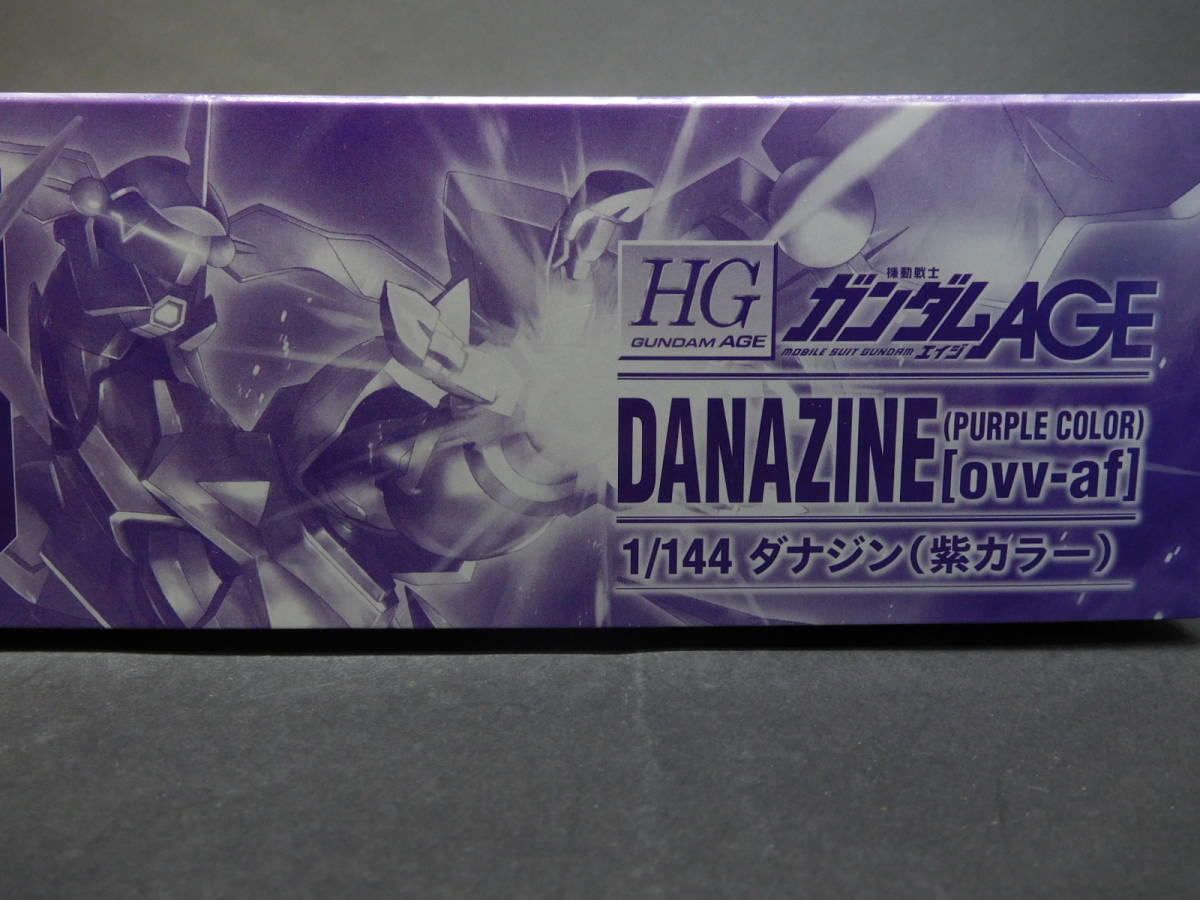 HG
GUNDAM AGE
機動戦士
ガンダムAGE
MOBILE SUIT GUNDAM エイジ
DANAZINE (PURPLE COLOR)
[ovv-af]
1/144 ダナジン(紫カラー)